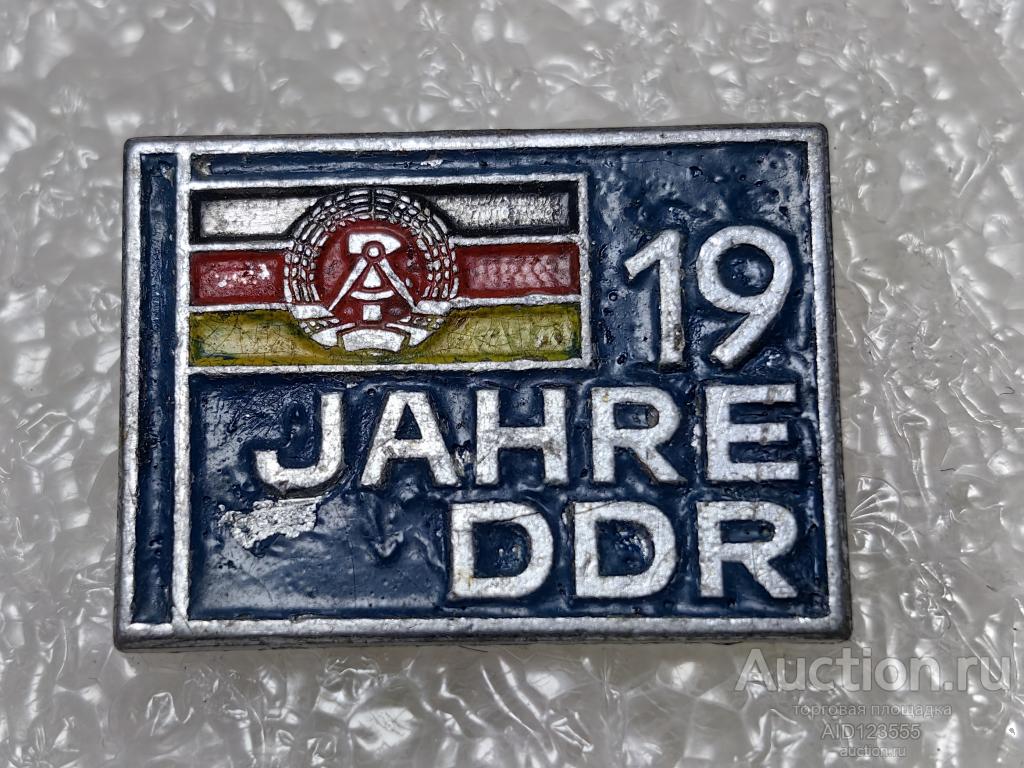 19
JAHRE
DDR
Auction.ru
торговая площадка
AID123555
auction.ru